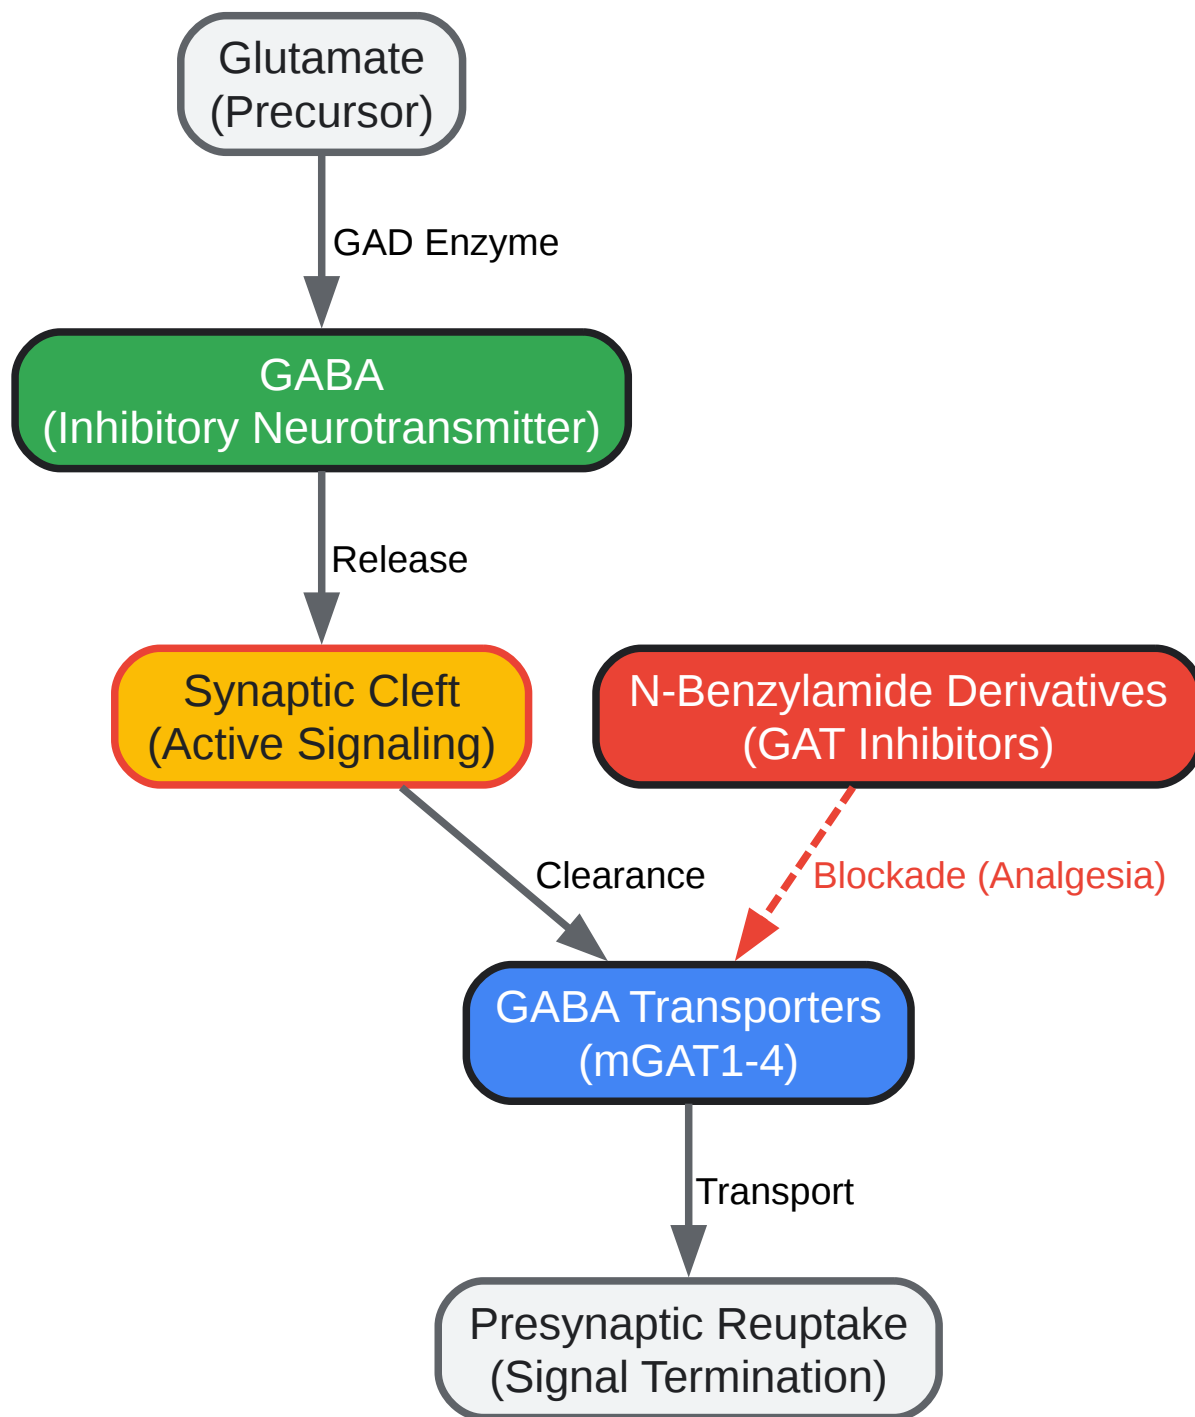 Glutamate
(Precursor)
GAD Enzyme
GABA
(Inhibitory Neurotransmitter)
Release
Synaptic Cleft
(Active Signaling)
N-Benzylamide Derivatives
(GAT Inhibitors)
Clearance
Blockade (Analgesia)
GABA Transporters
(mGAT1-4)
Transport
Presynaptic Reuptake
(Signal Termination)